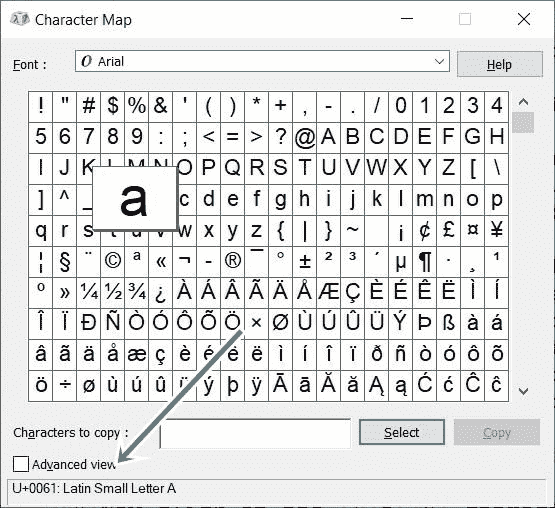 Character Map
Font : O Arial Help
! " # $ % & ' ( ) * + , - . / 0 1 2 3 4
5 6 7 8 9 : ; < = > ? @ A B C D E F G H
I J K L M N O P Q R S T U V W X Y Z [ \
] ^ _ a c d e f g h i j k l m n o p
q r s t u v w x y z { | } ~ ¡ ¢ £ ¤ ¥
¦ § ¨ © ª « ¬ - ® ¯ ° ± ² ³ ´ µ ¶ · ¸ ¹
º » ¼ ½ ¾ ¿ À Á Â Ã Ä Å Æ Ç È É Ê Ë Ì Í
Î Ï Ð Ñ Ò Ó Ô Õ Ö × Ø Ù Ú Û Ü Ý Þ ß à á
â ã ä å æ ç è é ê ë ì í î ï ð ñ ò ó ô õ
ö ÷ ø ù ú û ü ý þ ÿ Ā ā Ă ă Ą ą Ć ć Ĉ ĉ
Characters to copy : Select Copy
Advanced view
U+0061: Latin Small Letter A